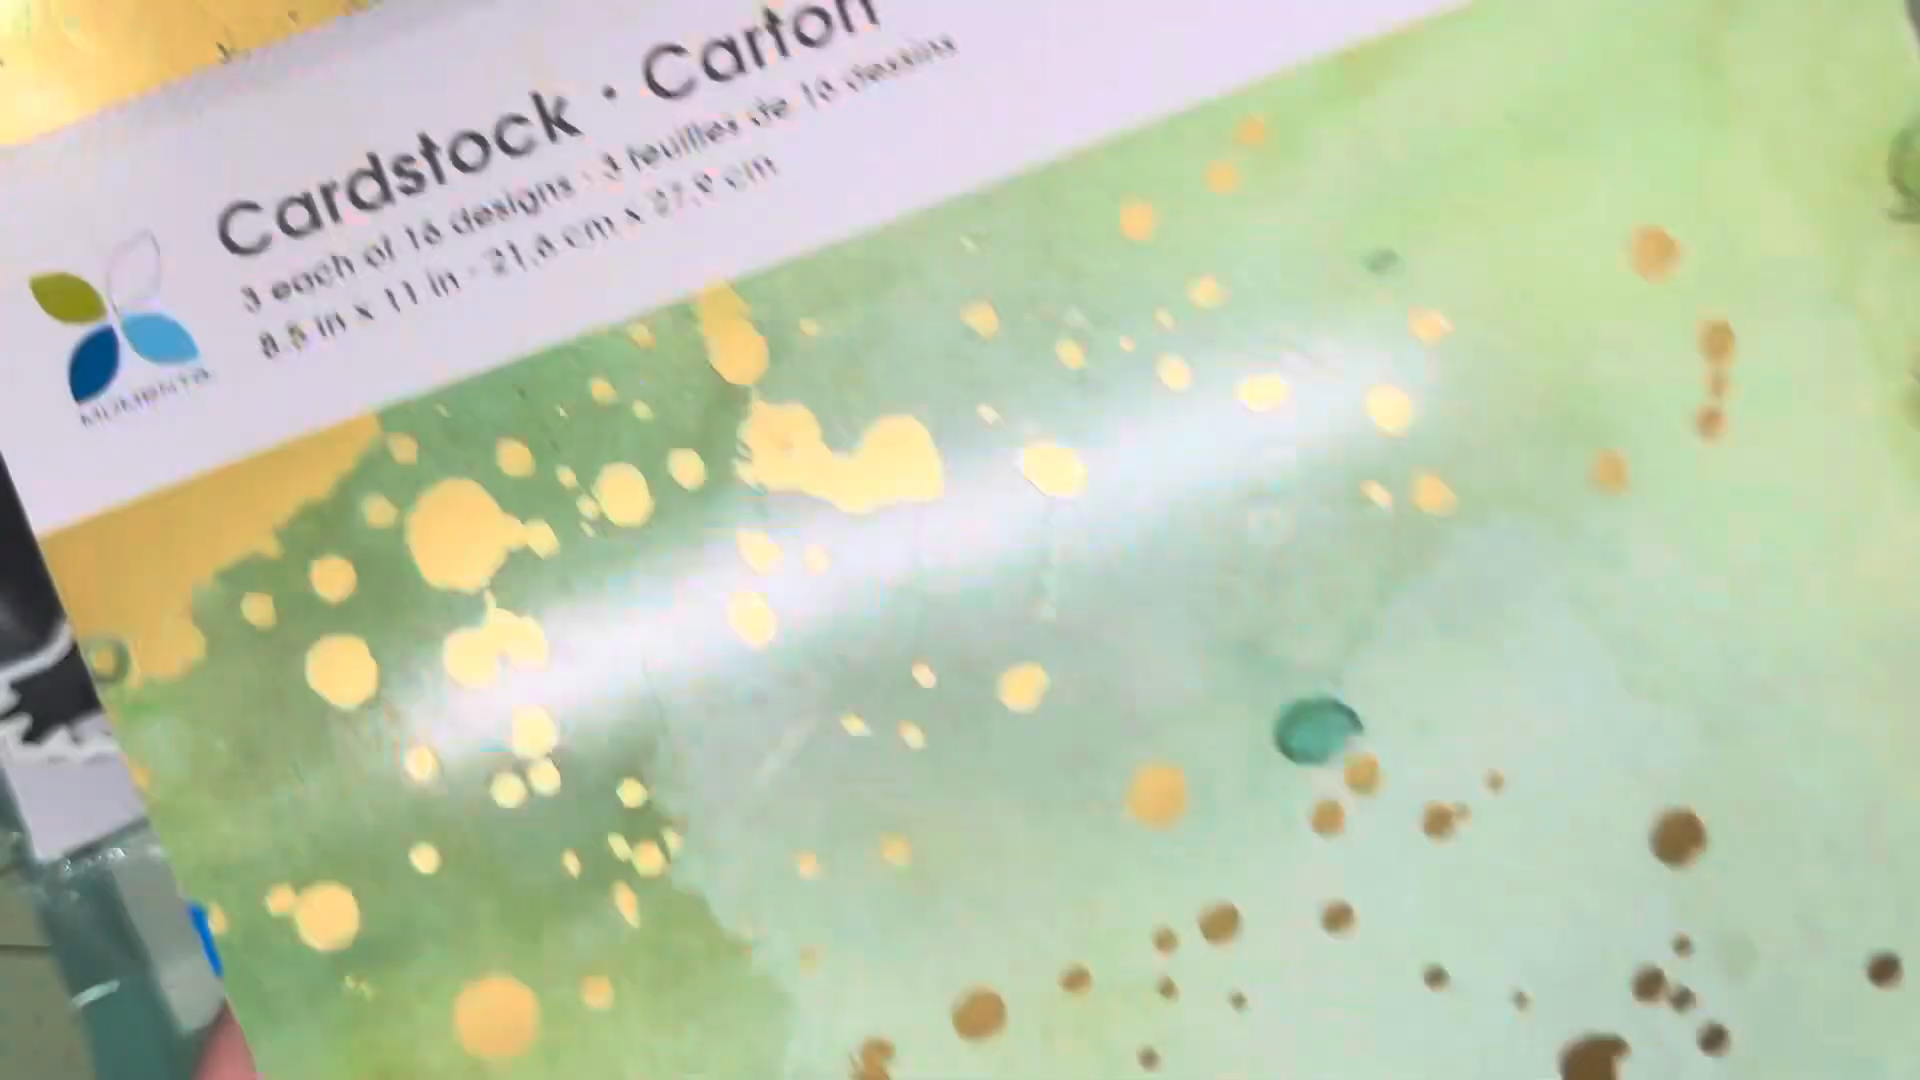 Cardstock · Carton
3 each of 16 designs · 3 feuilles de 16 dessins
8.5 in x 11 in · 21,6 cm x 27,9 cm
MOMENTA